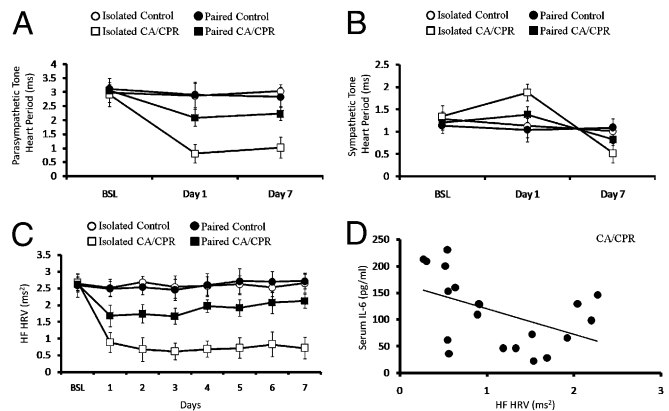 A
Isolated Control
Paired Control
Isolated CA/CPR
Paired CA/CPR
Parasympathetic Tone
Heart Period (ms)
4
3.5
3
2.5
2
1.5
1
0.5
0
BSL Day 1 Day 7
B
Isolated Control
Paired Control
Isolated CA/CPR
Paired CA/CPR
Sympathetic Tone
Heart Period (ms)
2.5
2
1.5
1
0.5
0
BSL Day 1 Day 7
C
Isolated Control
Paired Control
Isolated CA/CPR
Paired CA/CPR
HF HRV (ms²)
3.5
3
2.5
2
1.5
1
0.5
0
BSL 1 2 3 4 5 6 7
Days
D
CA/CPR
Serum IL-6 (pg/ml)
250
200
150
100
50
0
0 1 2 3
HF HRV (ms²)